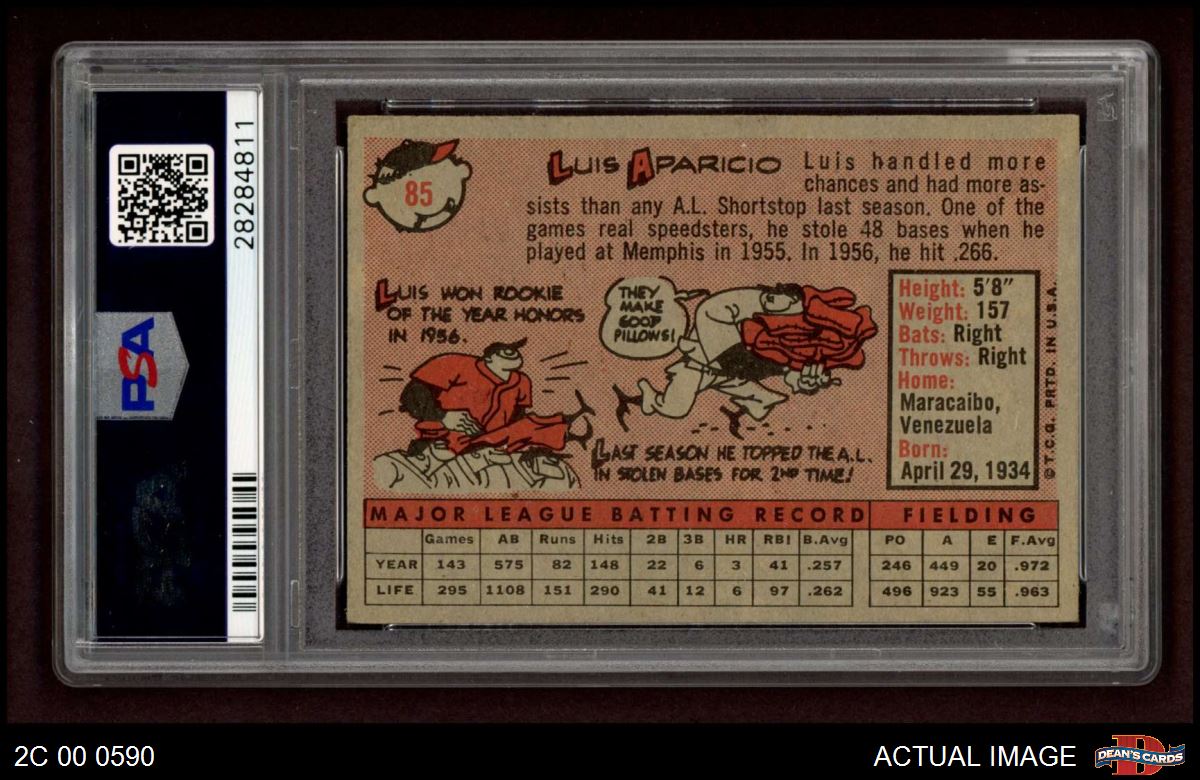 28284811
PSA
85
LUIS APARICIO Luis handled more
chances and had more as-
sists than any A.L. Shortstop last season. One of the
games real speedsters, he stole 48 bases when he
played at Memphis in 1955. In 1956, he hit .266.
LUIS WON ROOKIE
OF THE YEAR HONORS
IN 1956.
THEY
MAKE
GOOD
PILLOWS!
LAST SEASON HE TOPPED THE A.L.
IN STOLEN BASES FOR 2ND TIME!
Height: 5'8"
Weight: 157
Bats: Right
Throws: Right
Home:
Maracaibo,
Venezuela
Born:
April 29, 1934
© T.C.G. PRTD. IN U.S.A.
MAJOR LEAGUE BATTING RECORD FIELDING
Games AB Runs Hits 2B 3B HR RBI B.Avg PO A E F.Avg
YEAR 143 575 82 148 22 6 3 41 .257 246 449 20 .972
LIFE 295 1108 151 290 41 12 6 97 .262 496 923 55 .963
2C 00 0590
ACTUAL IMAGE
DEAN'S CARDS